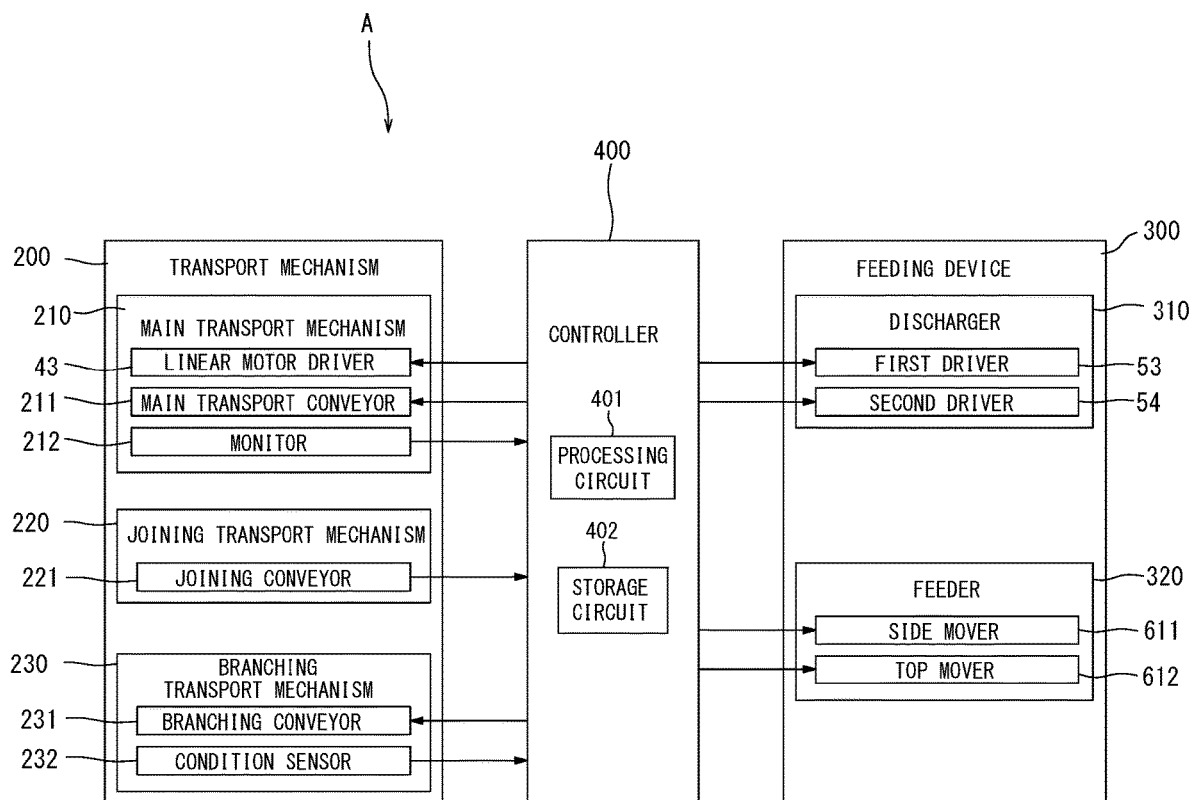 A
400
200
TRANSPORT MECHANISM
210
MAIN TRANSPORT MECHANISM
43
LINEAR MOTOR DRIVER
211
MAIN TRANSPORT CONVEYOR
212
MONITOR
220
JOINING TRANSPORT MECHANISM
221
JOINING CONVEYOR
230
BRANCHING
TRANSPORT MECHANISM
231
BRANCHING CONVEYOR
232
CONDITION SENSOR
CONTROLLER
401
PROCESSING
CIRCUIT
402
STORAGE
CIRCUIT
300
FEEDING DEVICE
310
DISCHARGER
FIRST DRIVER
53
SECOND DRIVER
54
320
FEEDER
SIDE MOVER
611
TOP MOVER
612